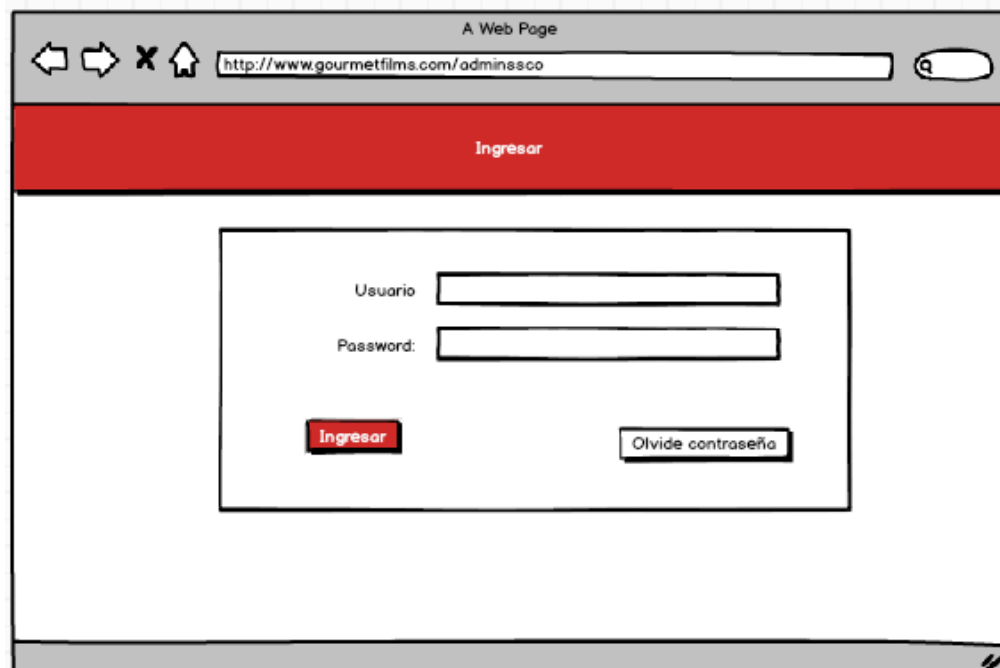 A Web Page
http://www.gourmetfilms.com/adminssco
Ingresar
Usuario
Password:
Ingresar
Olvide contraseña